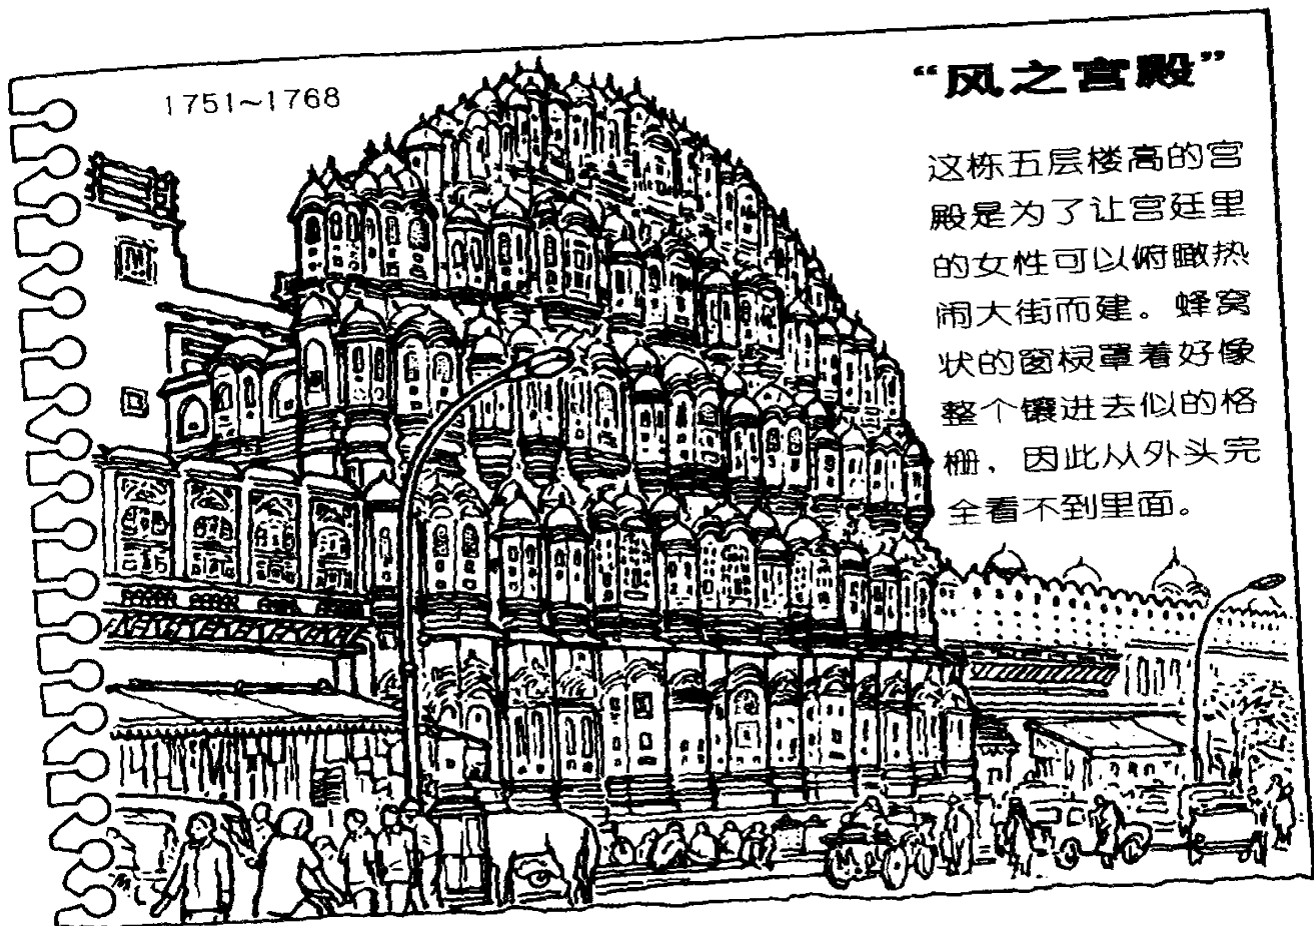 1751~1768
“风之宫殿”
这栋五层楼高的宫
殿是为了让宫廷里
的女性可以俯瞰热
闹大街而建。蜂窝
状的窗棂罩着好像
整个镶进去似的格
栅，因此从外头完
全看不到里面。